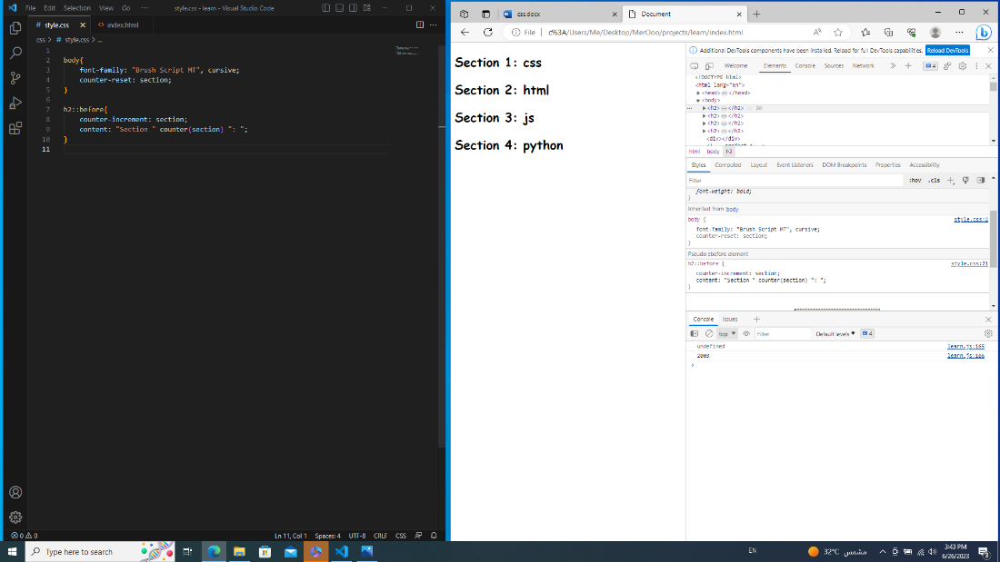 File Edit Selection View Go ··· style.css - learn - Visual Studio Code
# style.css × <> index.html
css > # style.css > ...
1
2 body{
3 font-family: "Brush Script MT", cursive;
4 counter-reset: section;
5 }
6
7 h2::before{
8 counter-increment: section;
9 content: "Section " counter(section) ": ";
10 }
11
0 0 Ln 11, Col 1 Spaces: 4 UTF-8 CRLF CSS
css.docx × Document ×
File | c%3A/Users/Me/Desktop/MerOoo/projects/learn/index.html
Section 1: css
Section 2: html
Section 3: js
Section 4: python
Additional DevTools components have been installed. Reload for full DevTools capabilities. Reload DevTools
Welcome Elements Console Sources Network 4
<!DOCTYPE html>
<html lang="en">
<head> </head>
<body>
<h2> </h2> == $0
<h2> </h2>
<h2> </h2>
<h2> </h2>
<div></div>
html body h2
Styles Computed Layout Event Listeners DOM Breakpoints Properties Accessibility
Filter :hov .cls
font-weight: bold;
}
Inherited from body
body { style.css:2
font-family: "Brush Script MT", cursive;
counter-reset: section;
}
Pseudo ::before element
h2::before { style.css:21
counter-increment: section;
content: "Section " counter(section) ": ";
}
Console Issues
top Filter Default levels 4
undefined learn.js:165
2003 learn.js:166
Type here to search
EN
32°C مشمس
3:43 PM
6/26/2023
3